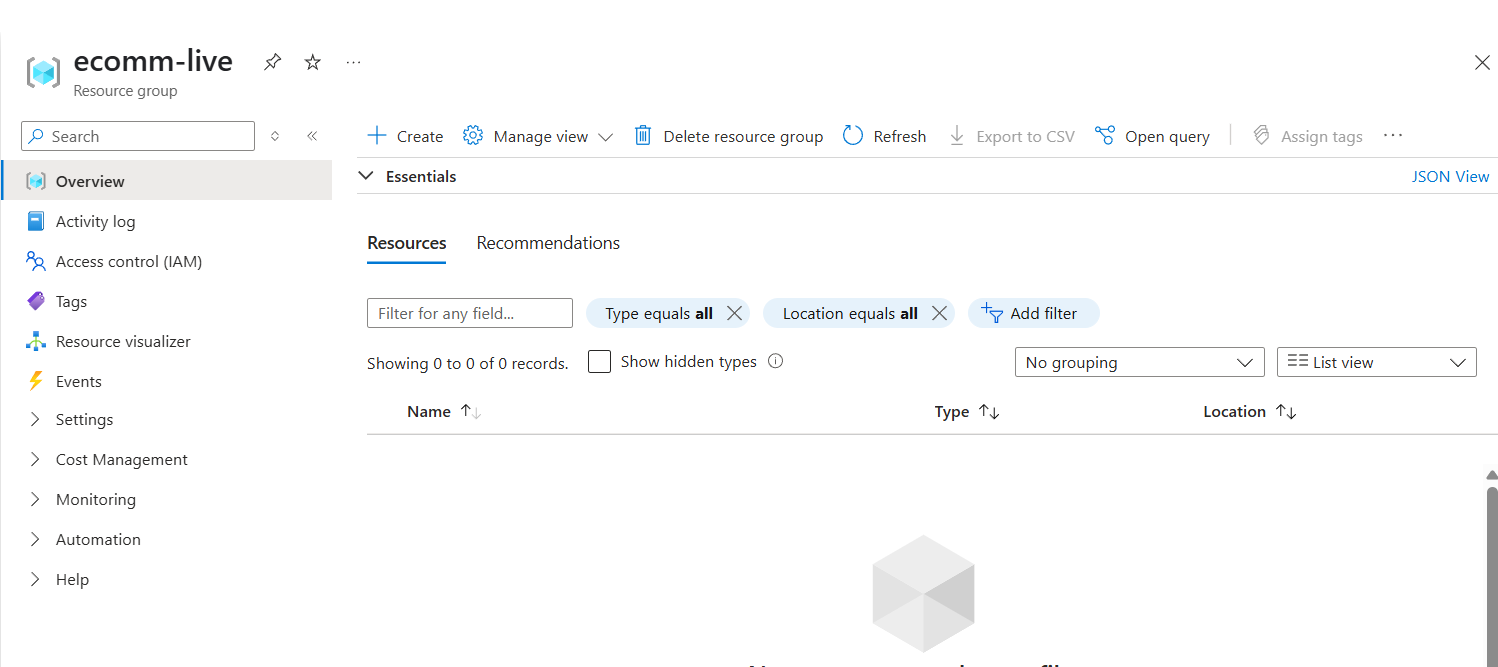 ecomm-live
Resource group
Search
Create Manage view Delete resource group Refresh Export to CSV Open query Assign tags
Overview
Activity log
Access control (IAM)
Tags
Resource visualizer
Events
Settings
Cost Management
Monitoring
Automation
Help
Essentials JSON View
Resources Recommendations
Filter for any field... Type equals all Location equals all Add filter
Showing 0 to 0 of 0 records. Show hidden types No grouping List view
Name Type Location